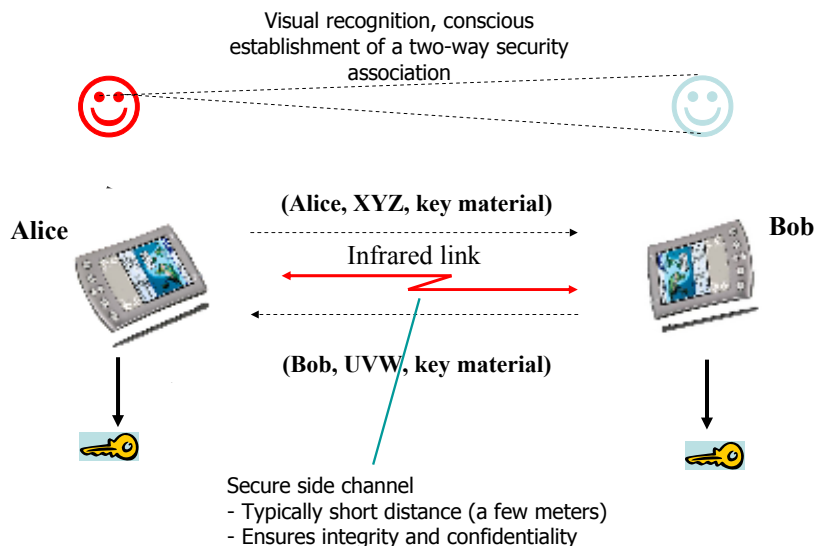 Visual recognition, conscious
establishment of a two-way security
association
(Alice, XYZ, key material)
Alice
Bob
Infrared link
(Bob, UVW, key material)
Secure side channel
- Typically short distance (a few meters)
- Ensures integrity and confidentiality